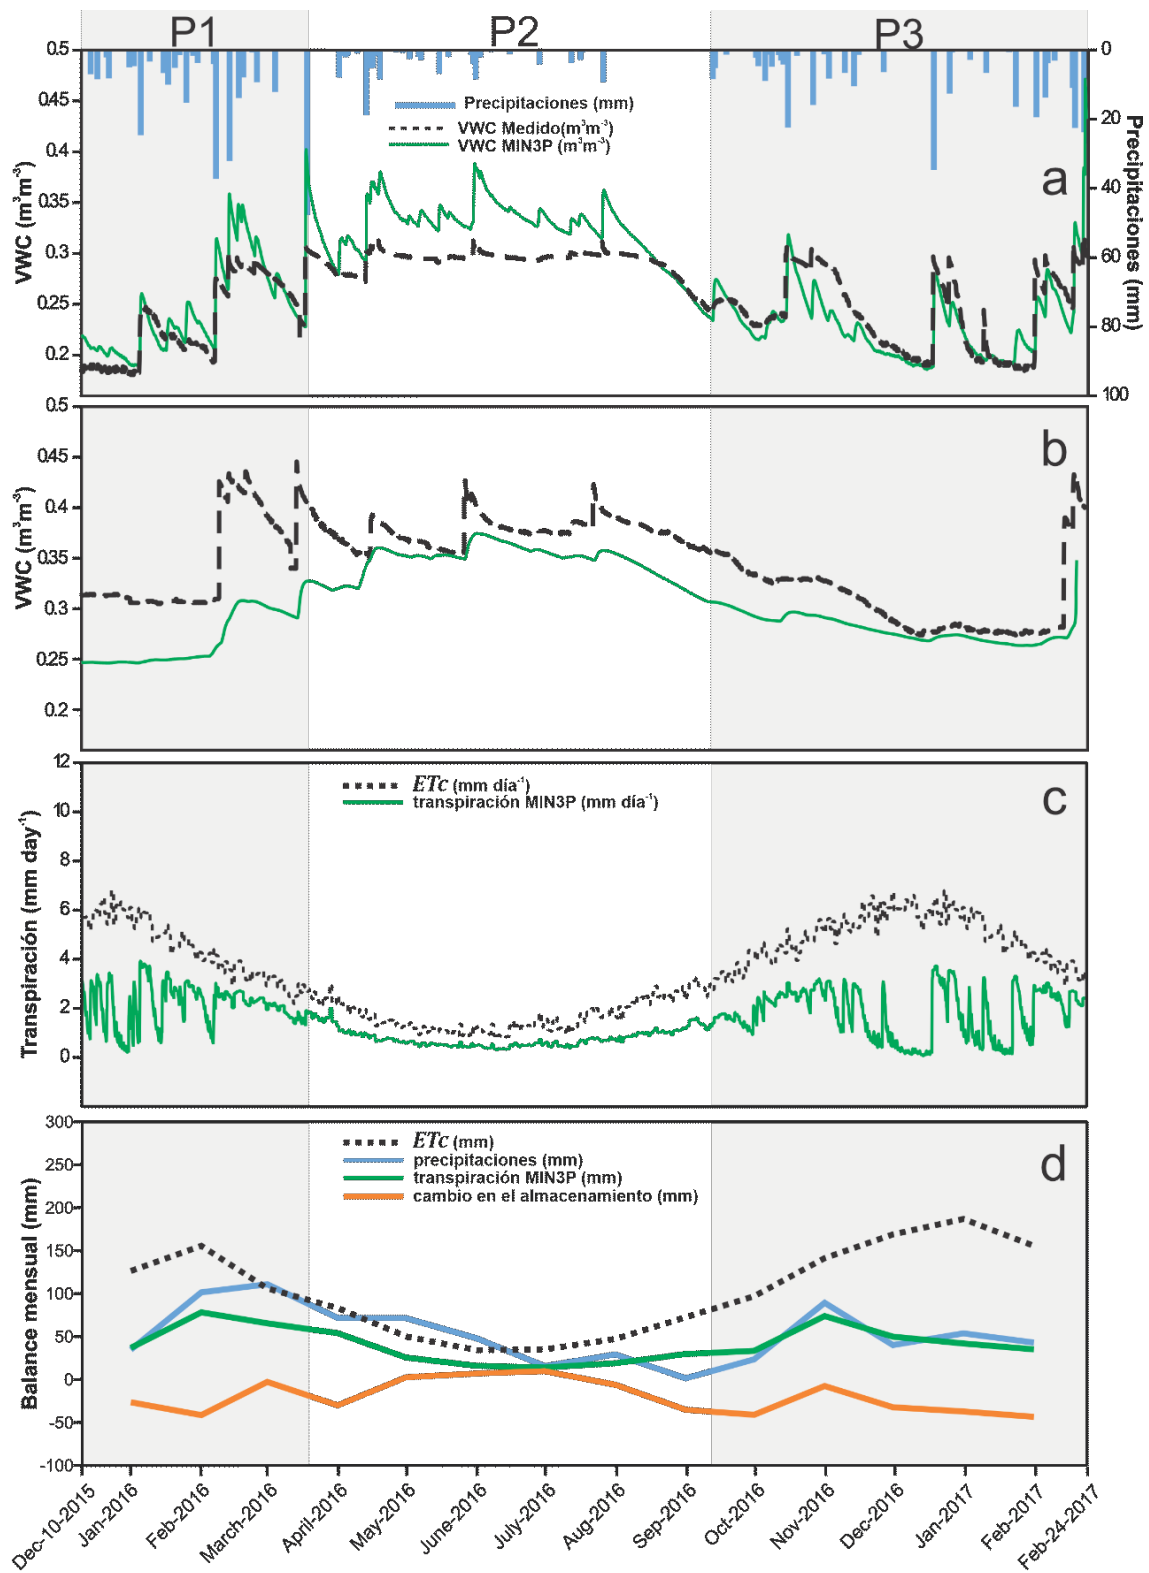 P1 P2 P3
0.5
0.45
0.4
0.35
0.3
0.25
0.2
VWC (m³m⁻³)
Precipitaciones (mm)
VWC Medido(m³m⁻³)
VWC MIN3P (m³m⁻³)
a
0
20
40
60
80
100
Precipitaciones (mm)
0.5
0.45
0.4
0.35
0.3
0.25
0.2
VWC (m³m⁻³)
b
12
10
8
6
4
2
0
Transpiración (mm day⁻¹)
ETc (mm día⁻¹)
transpiración MIN3P (mm día⁻¹)
c
300
250
200
150
100
50
0
-50
-100
Balance mensual (mm)
ETc (mm)
precipitaciones (mm)
transpiración MIN3P (mm)
cambio en el almacenamiento (mm)
d
Dec-10-2015
Jan-2016
Feb-2016
March-2016
April-2016
May-2016
June-2016
July-2016
Aug-2016
Sep-2016
Oct-2016
Nov-2016
Dec-2016
Jan-2017
Feb-2017
Feb-24-2017